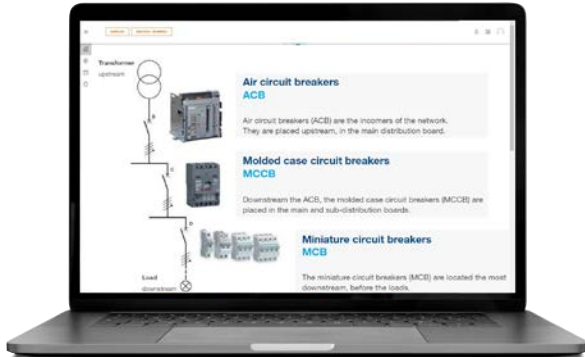 Transformer
upstream
Air circuit breakers
ACB
Air circuit breakers (ACB) are the incomers of the network.
They are placed upstream, in the main distribution board.
Molded case circuit breakers
MCCB
Downstream the ACB, the molded case circuit breakers (MCCB) are
placed in the main and sub-distribution boards.
Miniature circuit breakers
MCB
The miniature circuit breakers (MCB) are located the most
downstream, before the loads.
Load
downstream